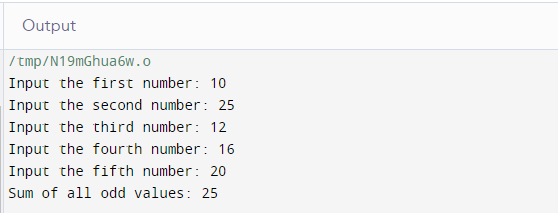 Output
/tmp/N19mGhua6w.o
Input the first number: 10
Input the second number: 25
Input the third number: 12
Input the fourth number: 16
Input the fifth number: 20
Sum of all odd values: 25